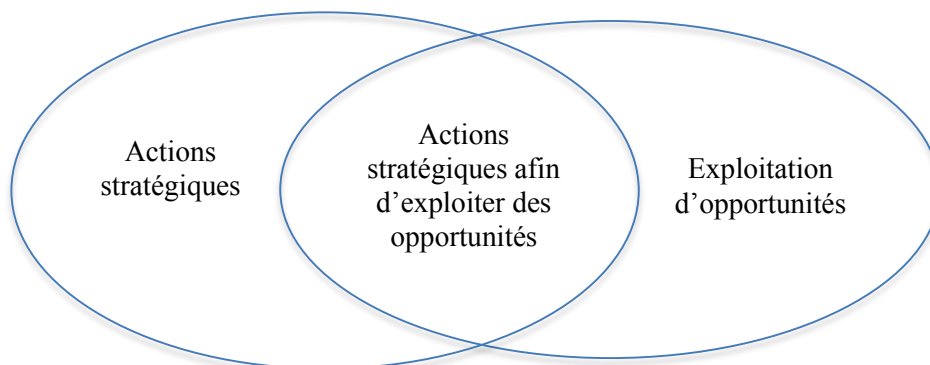 Actions
stratégiques
Actions
stratégiques afin
d’exploiter des
opportunités
Exploitation
d’opportunités